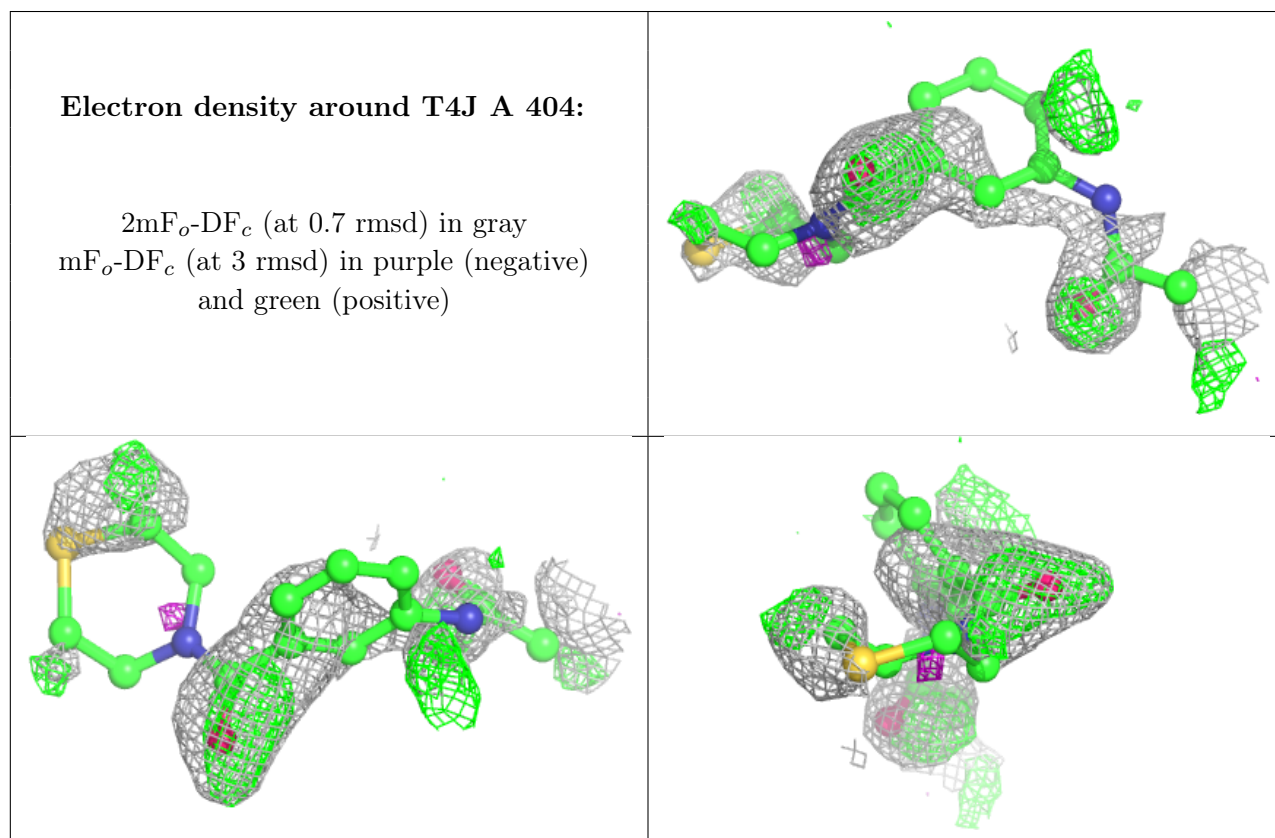 Electron density around T4J A 404:
2mFo-DFc (at 0.7 rmsd) in gray
mFo-DFc (at 3 rmsd) in purple (negative)
and green (positive)